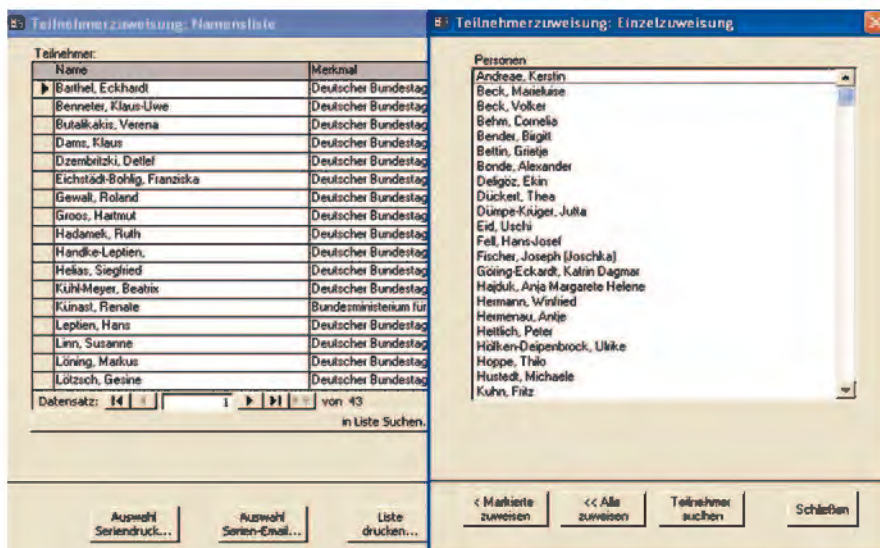 Teilnehmerzuweisung: Namensliste
Teilnehmer:
Name Merkmal
Barthel, Eckhardt Deutscher Bundestag
Benneter, Klaus-Uwe Deutscher Bundestag
Butalikakis, Verena Deutscher Bundestag
Dams, Klaus Deutscher Bundestag
Dzembritzki, Detlef Deutscher Bundestag
Eichstädt-Bohlig, Franziska Deutscher Bundestag
Gewalt, Roland Deutscher Bundestag
Groos, Hartmut Deutscher Bundestag
Hadamek, Ruth Deutscher Bundestag
Handke-Leptien, Deutscher Bundestag
Helias, Siegfried Deutscher Bundestag
Kühl-Meyer, Beatrix Deutscher Bundestag
Künast, Renate Bundesministerium für
Leptien, Hans Deutscher Bundestag
Linn, Susanne Deutscher Bundestag
Löning, Markus Deutscher Bundestag
Lötzsch, Gesine Deutscher Bundestag
Datensatz: 1 von 43
in Liste Suchen.
Auswahl Seriendruck...
Auswahl Serien-Email...
Liste drucken...
Teilnehmerzuweisung: Einzelzuweisung
Personen
Andreae, Kerstin
Beck, Marieluise
Beck, Volker
Behm, Cornelia
Bender, Birgitt
Bettin, Grietje
Bonde, Alexander
Deligöz, Ekin
Dückert, Thea
Dümpe-Krüger, Jutta
Eid, Uschi
Fell, Hans-Josef
Fischer, Joseph (Joschka)
Göring-Eckardt, Katrin Dagmar
Hajduk, Anja Margarete Helene
Hermann, Winfried
Hermenau, Antje
Hettlich, Peter
Höfken-Deipenbrock, Ulrike
Hoppe, Thilo
Hustedt, Michaele
Kuhn, Fritz
< Markierte zuweisen
<< Alle zuweisen
Teilnehmer suchen
Schließen